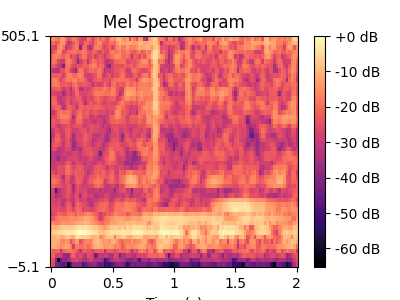 Mel Spectrogram
505.1
−5.1
0
0.5
1
1.5
2
+0 dB
-10 dB
-20 dB
-30 dB
-40 dB
-50 dB
-60 dB